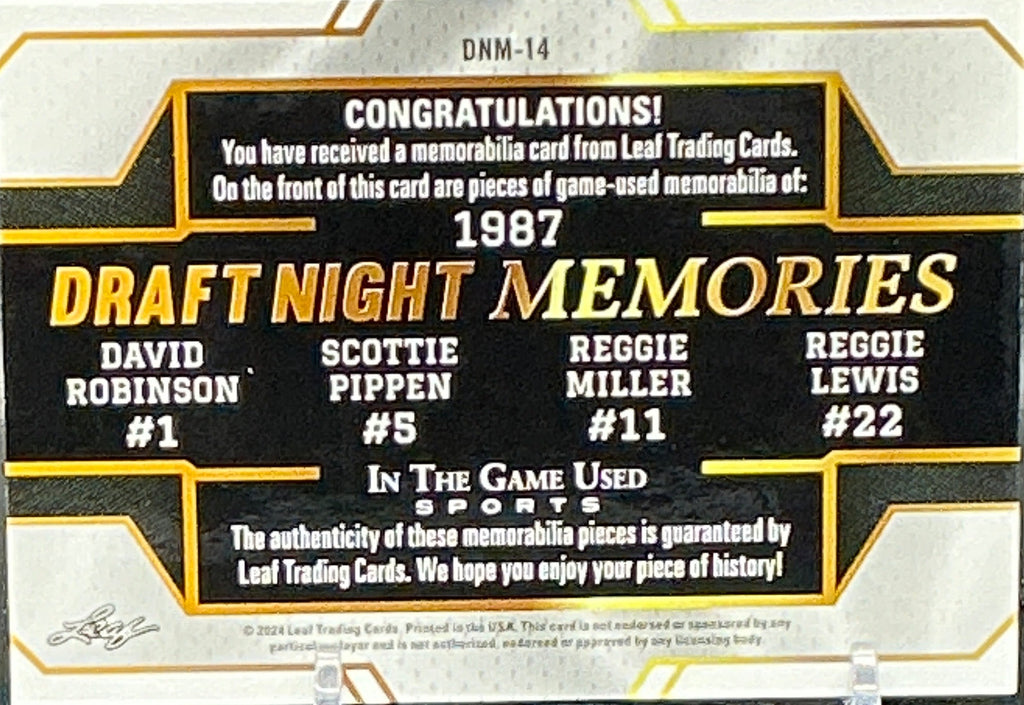 DNM-14
CONGRATULATIONS!
You have received a memorabilia card from Leaf Trading Cards.
On the front of this card are pieces of game-used memorabilia of:
1987
DRAFT NIGHT MEMORIES
DAVID ROBINSON #1
SCOTTIE PIPPEN #5
REGGIE MILLER #11
REGGIE LEWIS #22
IN THE GAME USED
SPORTS
The authenticity of these memorabilia pieces is guaranteed by
Leaf Trading Cards. We hope you enjoy your piece of history!
Leaf
© 2024 Leaf Trading Cards. Printed in the USA. This card is not endorsed or sponsored by any
particular player and is not authorized, endorsed or approved by any licensing body.